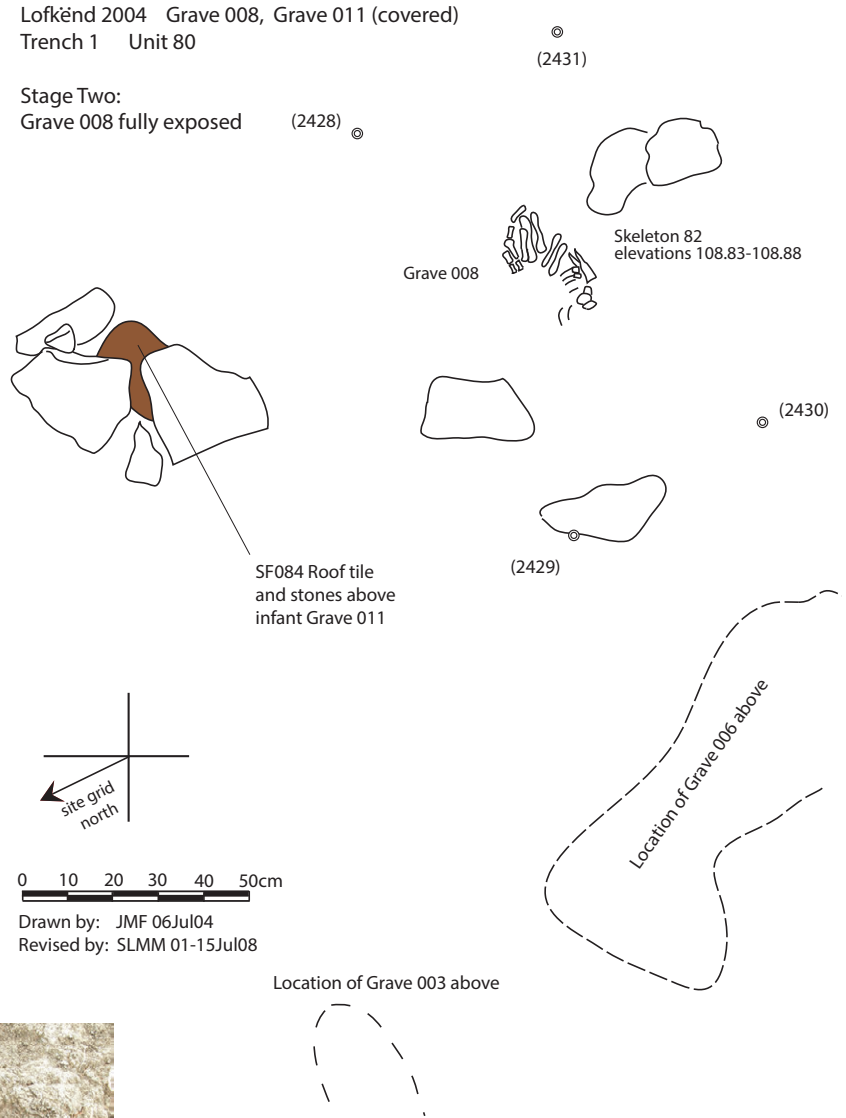 Lofkënd 2004 Grave 008, Grave 011 (covered)
Trench 1 Unit 80
(2431)
Stage Two:
Grave 008 fully exposed
(2428)
Skeleton 82
elevations 108.83-108.88
Grave 008
(2430)
(2429)
SF084 Roof tile
and stones above
infant Grave 011
Location of Grave 006 above
site grid
north
0 10 20 30 40 50cm
Drawn by: JMF 06Jul04
Revised by: SLMM 01-15Jul08
Location of Grave 003 above